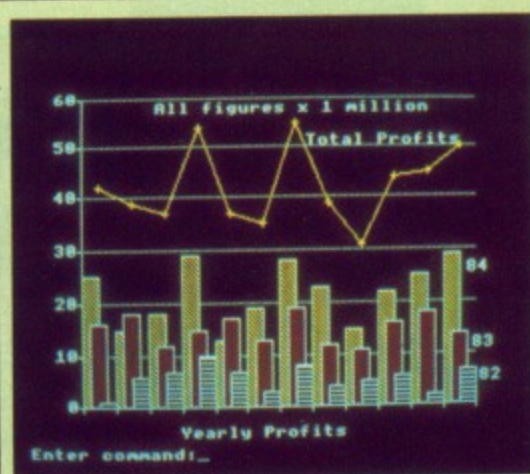 All figures x 1 million
Total Profits
60
50
40
30
20
10
0
84
83
82
Yearly Profits
Enter command:_